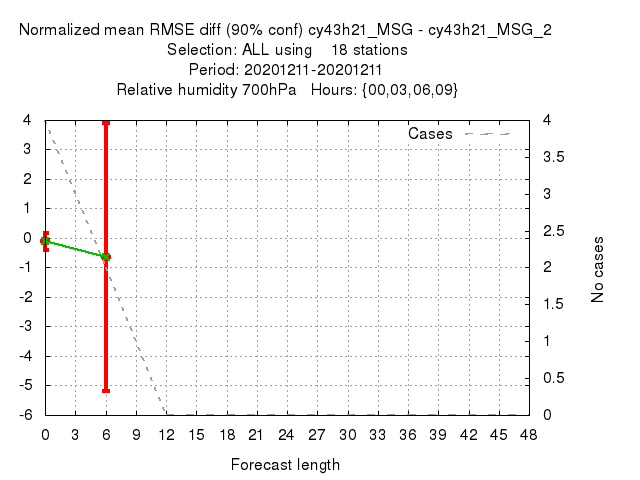 Normalized mean RMSE diff (90% conf) cy43h21_MSG - cy43h21_MSG_2
Selection: ALL using 18 stations
Period: 20201211-20201211
Relative humidity 700hPa Hours: {00,03,06,09}
Cases
4
3
2
1
0
-1
-2
-3
-4
-5
-6
4
3.5
3
2.5
2
1.5
1
0.5
0
No cases
0 3 6 9 12 15 18 21 24 27 30 33 36 39 42 45 48
Forecast length